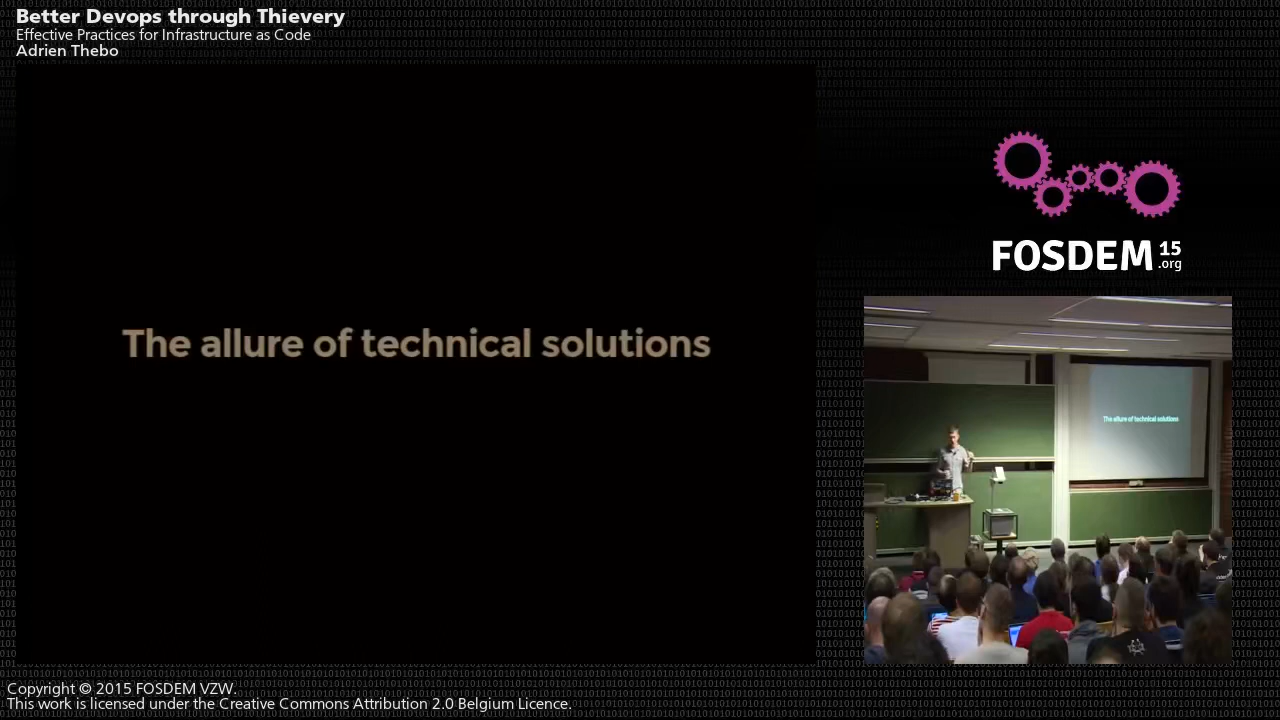 Better Devops through Thievery
Effective Practices for Infrastructure as Code
Adrien Thebo
The allure of technical solutions
FOSDEM 15
.org
The allure of technical solutions
Copyright © 2015 FOSDEM VZW.
This work is licensed under the Creative Commons Attribution 2.0 Belgium Licence.